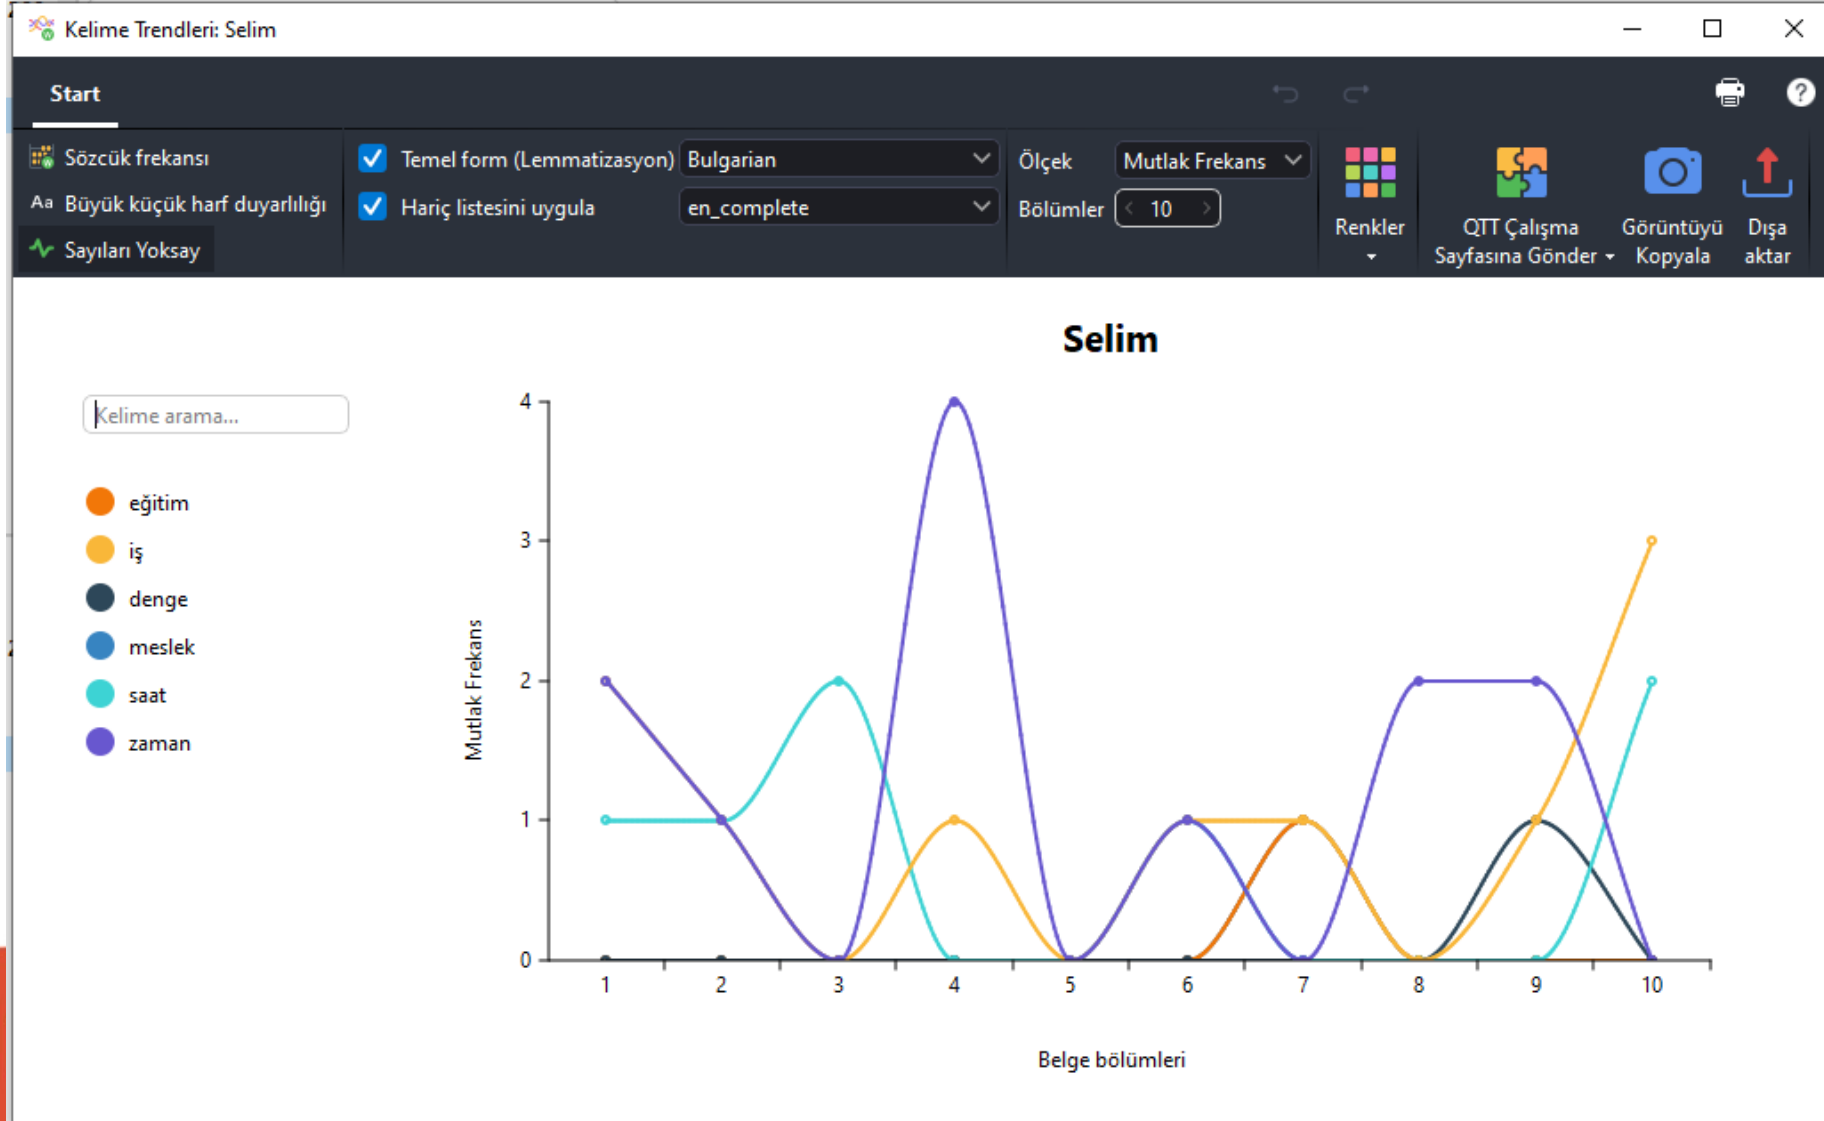 Kelime Trendleri: Selim
Start
Sözcük frekansı
Aa Büyük küçük harf duyarlılığı
Sayıları Yoksay
Temel form (Lemmatizasyon) Bulgarian
Hariç listesini uygula en_complete
Ölçek Mutlak Frekans
Bölümler 10
Renkler
QTT Çalışma
Sayfasına Gönder
Görüntüyü
Kopyala
Dışa
aktar
Selim
Kelime arama...
eğitim
iş
denge
meslek
saat
zaman
Mutlak Frekans
4
3
2
1
0
1 2 3 4 5 6 7 8 9 10
Belge bölümleri